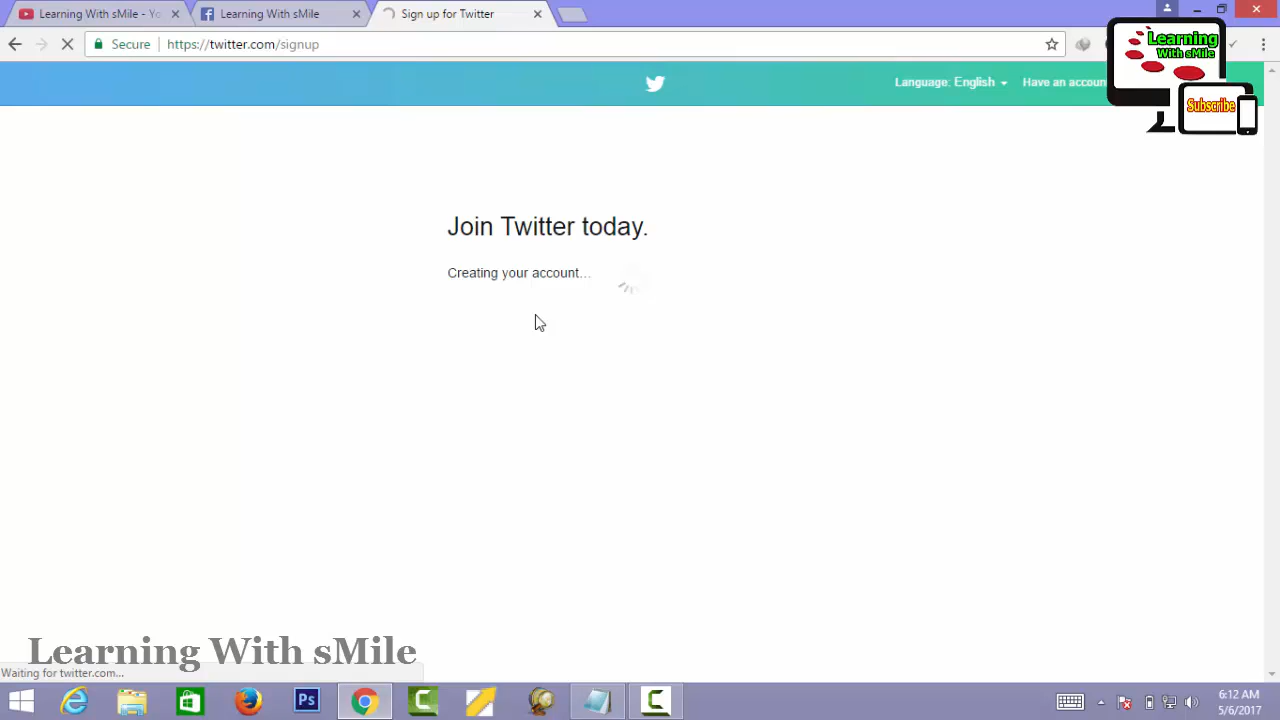 Learning With sMile - Yo
Learning With sMile
Sign up for Twitter
Secure
https://twitter.com/signup
Learning
With sMile
Subscribe
Language: English
Have an accoun
Join Twitter today.
Creating your account...
Learning With sMile
Waiting for twitter.com...
Ps
6:12 AM
5/6/2017